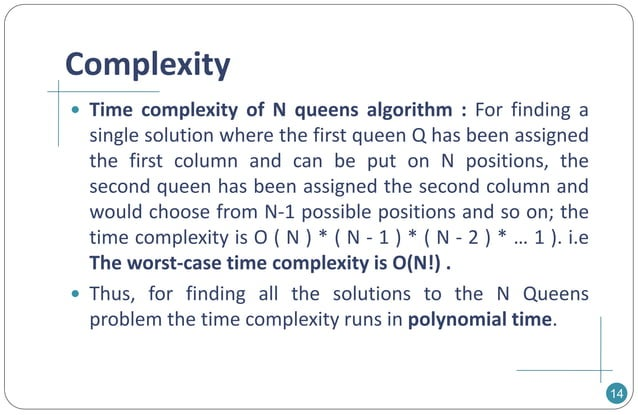 Complexity
• Time complexity of N queens algorithm : For finding a
single solution where the first queen Q has been assigned
the first column and can be put on N positions, the
second queen has been assigned the second column and
would choose from N-1 possible positions and so on; the
time complexity is O ( N ) * ( N - 1 ) * ( N - 2 ) * … 1 ). i.e
The worst-case time complexity is O(N!) .
• Thus, for finding all the solutions to the N Queens
problem the time complexity runs in polynomial time.
14